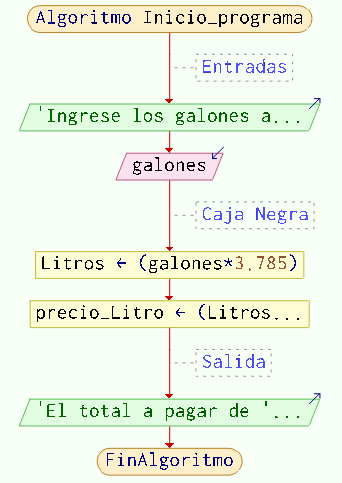 Algoritmo Inicio_programa
Entradas
'Ingrese los galones a...
galones
Caja Negra
Litros ← (galones*3.785)
precio_Litro ← (Litros...
Salida
'El total a pagar de '...
FinAlgoritmo